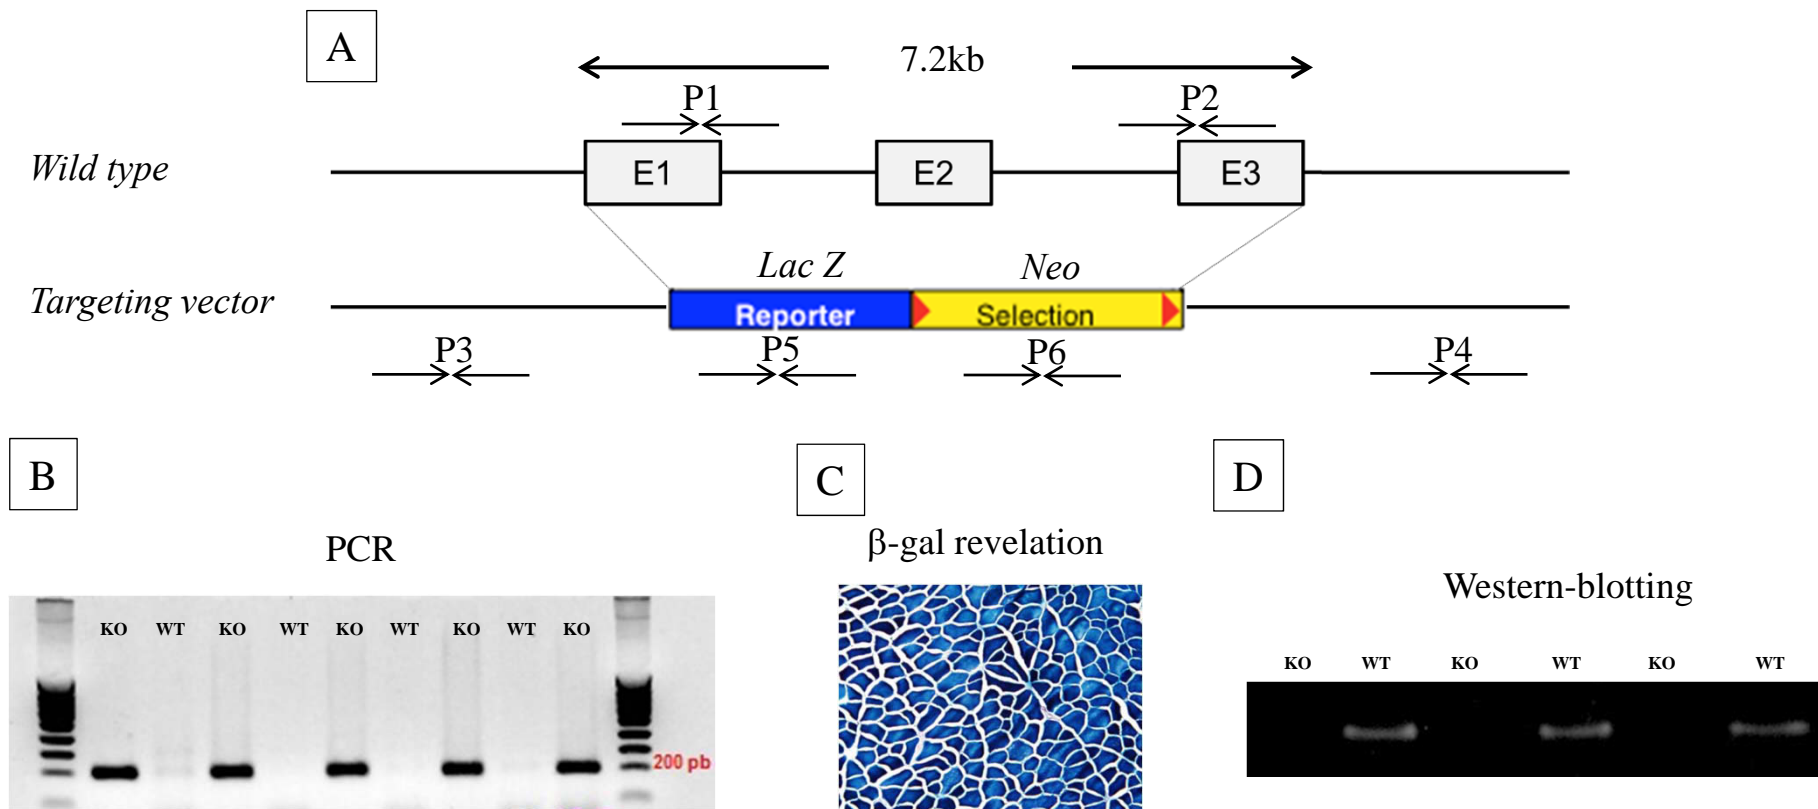 A
7.2kb
P1 P2
Wild type
E1 E2 E3
Lac Z Neo
Targeting vector
Reporter Selection
P3 P5 P6 P4
B
C
D
PCR
β-gal revelation
Western-blotting
KO WT KO WT KO WT KO WT KO
200 pb
KO WT KO WT KO WT